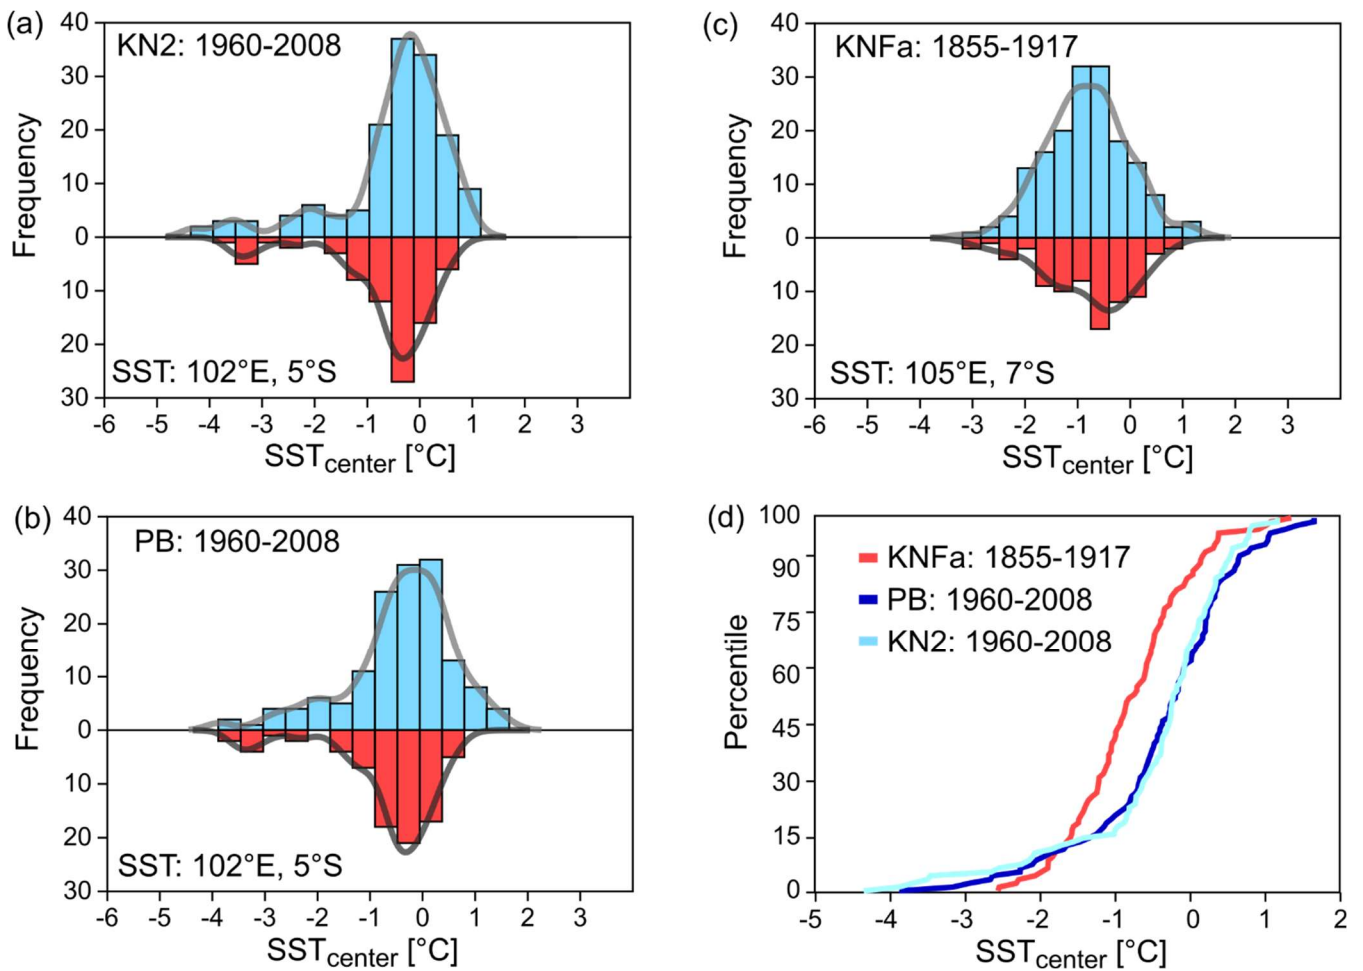 (a)
KN2: 1960-2008
40
30
20
10
0
10
20
30
Frequency
SST: 102°E, 5°S
-6 -5 -4 -3 -2 -1 0 1 2 3
SSTcenter [°C]
(c)
KNFa: 1855-1917
40
30
20
10
0
10
20
30
Frequency
SST: 105°E, 7°S
-6 -5 -4 -3 -2 -1 0 1 2 3
SSTcenter [°C]
(b)
PB: 1960-2008
40
30
20
10
0
10
20
30
Frequency
SST: 102°E, 5°S
-6 -5 -4 -3 -2 -1 0 1 2 3
SSTcenter [°C]
(d)
100
90
75
60
45
30
15
0
Percentile
KNFa: 1855-1917
PB: 1960-2008
KN2: 1960-2008
-5 -4 -3 -2 -1 0 1 2
SSTcenter [°C]